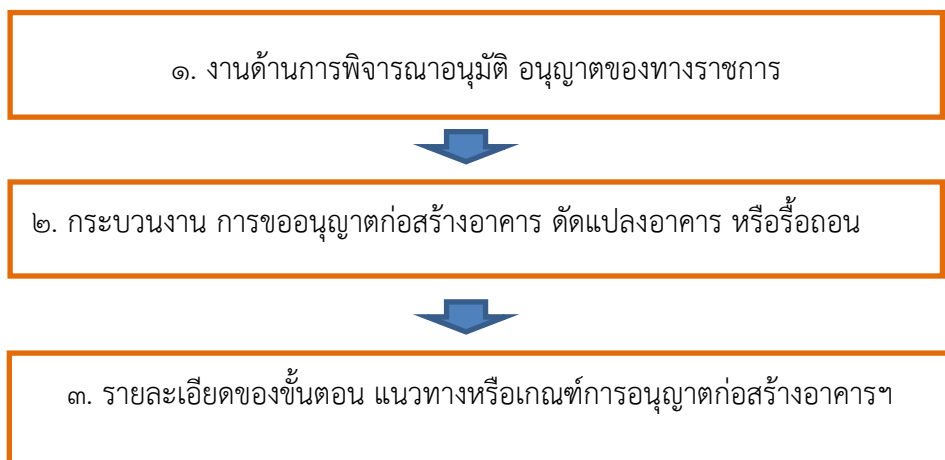 ๑. งานด้านการพิจารณาอนุมัติ อนุญาตของทางราชการ
๒. กระบวนงาน การขออนุญาตก่อสร้างอาคาร ดัดแปลงอาคาร หรือรื้อถอน
๓. รายละเอียดของขั้นตอน แนวทางหรือเกณฑ์การอนุญาตก่อสร้างอาคารฯ